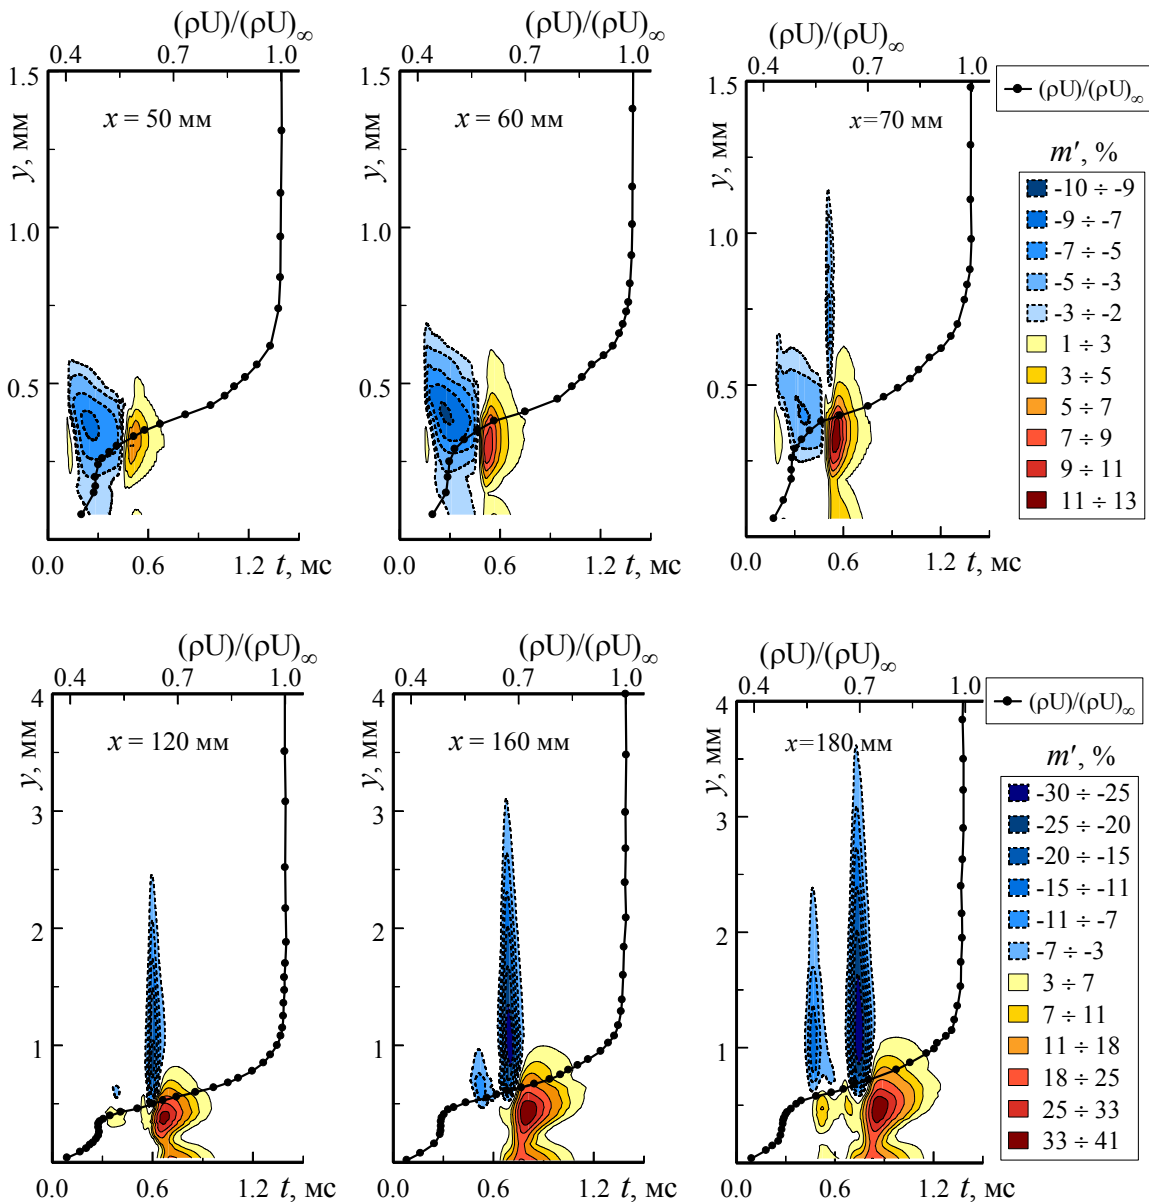 (ρU)/(ρU)∞
0.4 0.7 1.0
1.5
1.0
0.5
y, мм
x = 50 мм
0.0 0.6 1.2 t, мс
(ρU)/(ρU)∞
0.4 0.7 1.0
1.5
1.0
0.5
y, мм
x = 60 мм
0.0 0.6 1.2 t, мс
(ρU)/(ρU)∞
0.4 0.7 1.0
1.5
1.0
0.5
y, мм
x=70 мм
0.0 0.6 1.2 t, мс
(ρU)/(ρU)∞
m′, %
-10 ÷ -9
-9 ÷ -7
-7 ÷ -5
-5 ÷ -3
-3 ÷ -2
1 ÷ 3
3 ÷ 5
5 ÷ 7
7 ÷ 9
9 ÷ 11
11 ÷ 13
(ρU)/(ρU)∞
0.4 0.7 1.0
4
3
2
1
y, мм
x = 120 мм
0.0 0.6 1.2 t, мс
(ρU)/(ρU)∞
0.4 0.7 1.0
4
3
2
1
y, мм
x = 160 мм
0.0 0.6 1.2 t, мс
(ρU)/(ρU)∞
0.4 0.7 1.0
4
3
2
1
y, мм
x=180 мм
0.0 0.6 1.2 t, мс
(ρU)/(ρU)∞
m′, %
-30 ÷ -25
-25 ÷ -20
-20 ÷ -15
-15 ÷ -11
-11 ÷ -7
-7 ÷ -3
3 ÷ 7
7 ÷ 11
11 ÷ 18
18 ÷ 25
25 ÷ 33
33 ÷ 41